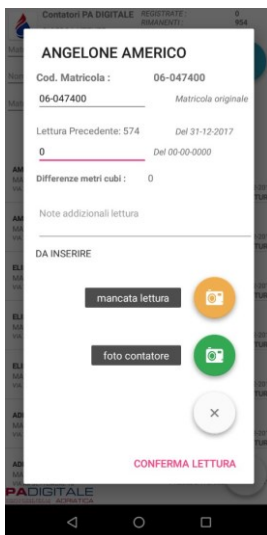 Contatori PA DIGITALE REGISTRATE: 0
RIMANENTI: 954
ANGELONE AMERICO
Cod. Matricola : 06-047400
06-047400 Matricola originale
Lettura Precedente: 574 Del 31-12-2017
0 Del 00-00-0000
Differenze metri cubi : 0
Note addizionali lettura
DA INSERIRE
mancata lettura
foto contatore
CONFERMA LETTURA
PADIGITALE
ADRIATICA